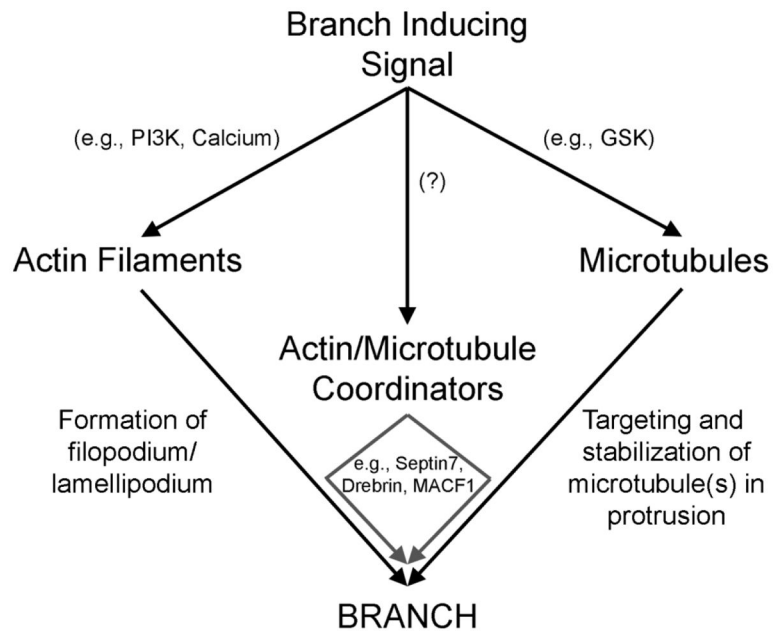 Branch Inducing
Signal
(e.g., PI3K, Calcium)
(e.g., GSK)
(?)
Actin Filaments
Microtubules
Actin/Microtubule
Coordinators
Formation of
filopodium/
lamellipodium
e.g., Septin7,
Drebrin, MACF1
Targeting and
stabilization of
microtubule(s) in
protrusion
BRANCH